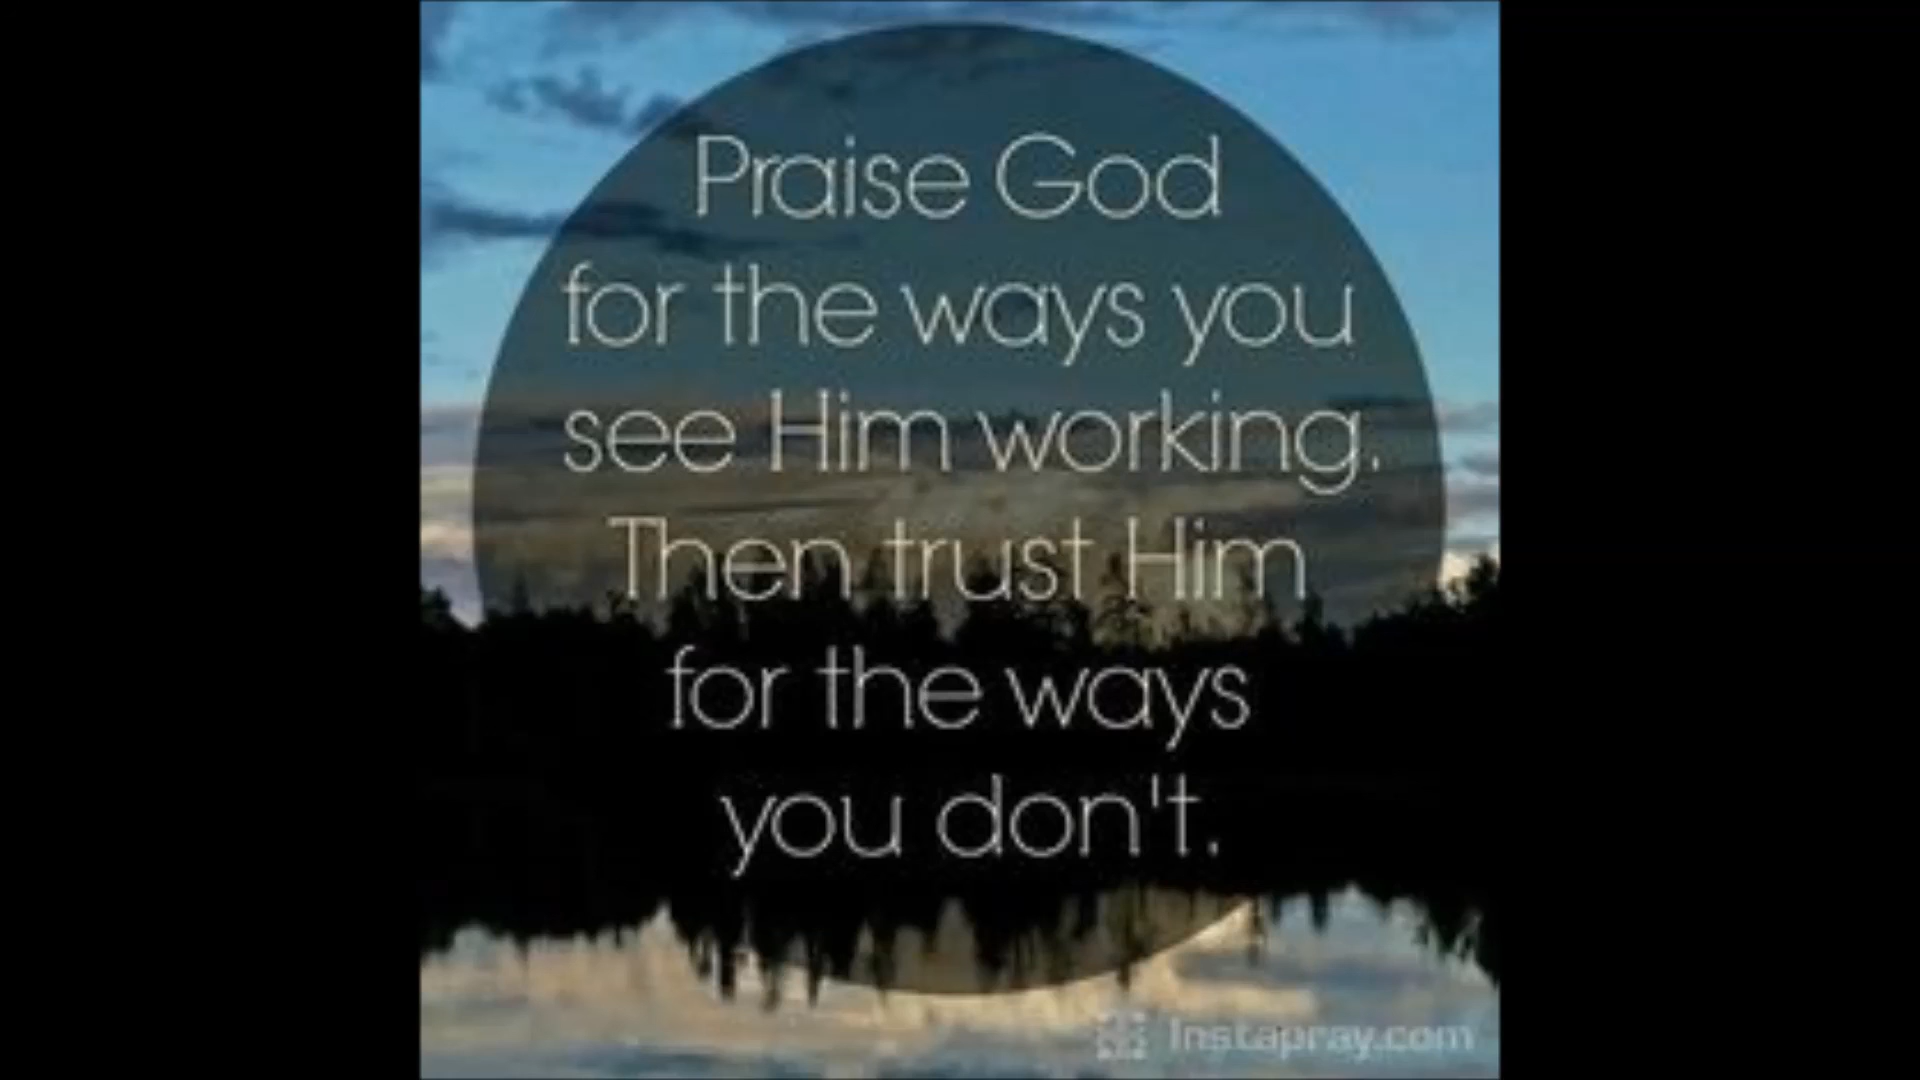 Praise God
for the ways you
see Him working.
Then trust Him
for the ways
you don't.
Instapray.com